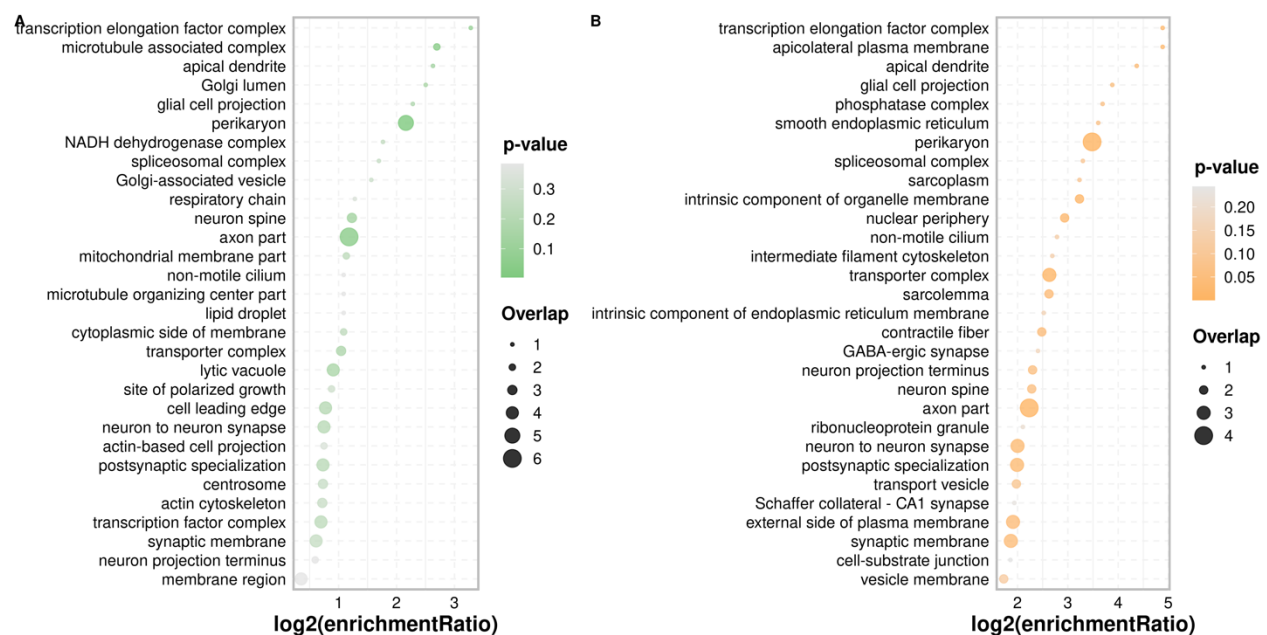 A
transcription elongation factor complex
microtubule associated complex
apical dendrite
Golgi lumen
glial cell projection
perikaryon
NADH dehydrogenase complex
spliceosomal complex
Golgi-associated vesicle
respiratory chain
neuron spine
axon part
mitochondrial membrane part
non-motile cilium
microtubule organizing center part
lipid droplet
cytoplasmic side of membrane
transporter complex
lytic vacuole
site of polarized growth
cell leading edge
neuron to neuron synapse
actin-based cell projection
postsynaptic specialization
centrosome
actin cytoskeleton
transcription factor complex
synaptic membrane
neuron projection terminus
membrane region
1 2 3
log2(enrichmentRatio)
p-value
0.3
0.2
0.1
Overlap
1
2
3
4
5
6
B
transcription elongation factor complex
apicolateral plasma membrane
apical dendrite
glial cell projection
phosphatase complex
smooth endoplasmic reticulum
perikaryon
spliceosomal complex
sarcoplasm
intrinsic component of organelle membrane
nuclear periphery
non-motile cilium
intermediate filament cytoskeleton
transporter complex
sarcolemma
intrinsic component of endoplasmic reticulum membrane
contractile fiber
GABA-ergic synapse
neuron projection terminus
neuron spine
axon part
ribonucleoprotein granule
neuron to neuron synapse
postsynaptic specialization
transport vesicle
Schaffer collateral - CA1 synapse
external side of plasma membrane
synaptic membrane
cell-substrate junction
vesicle membrane
2 3 4 5
log2(enrichmentRatio)
p-value
0.20
0.15
0.10
0.05
Overlap
1
2
3
4